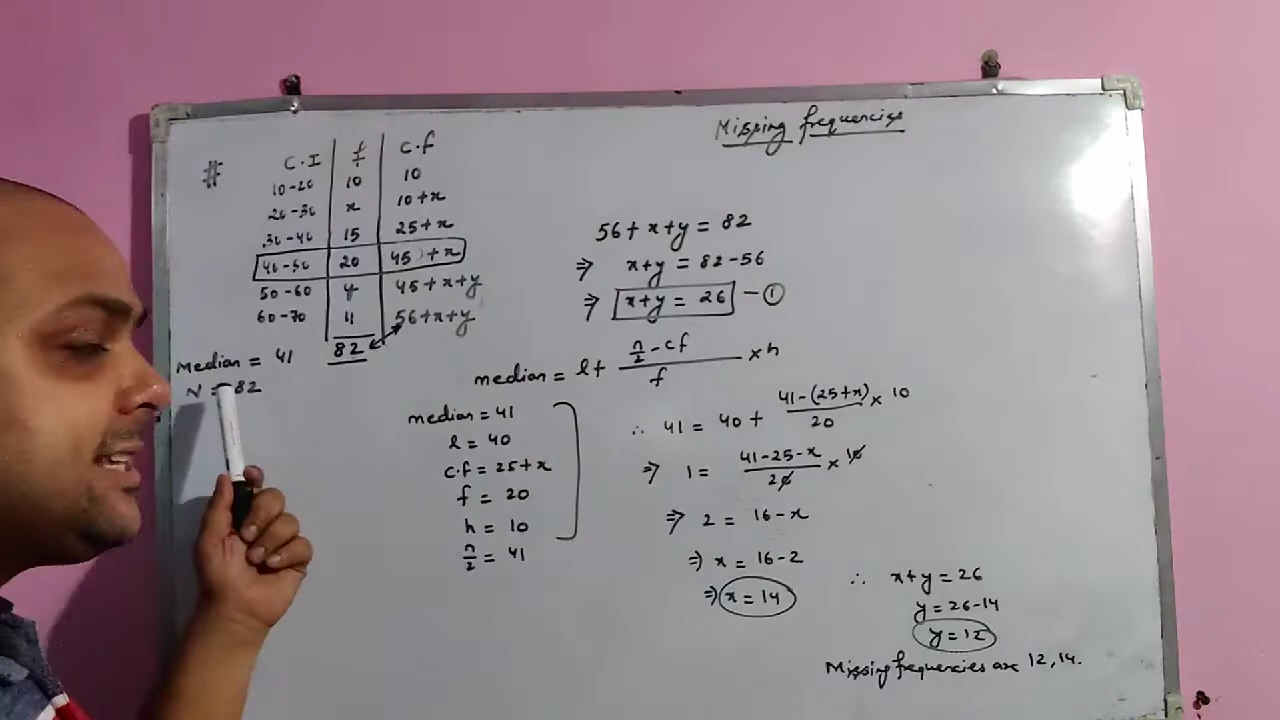 Missing frequencies
#
C.I f C.f
10-20 10 10
20-30 x 10+x
30-40 15 25+x
40-50 20 45+x
50-60 y 45+x+y
60-70 11 56+x+y
82
Median = 41
N = 82
56+x+y = 82
⇒ x+y = 82-56
⇒ x+y = 26 — ①
median = l + (n/2 - cf)/f × h
median = 41
l = 40
c.f = 25+x
f = 20
h = 10
n/2 = 41
∴ 41 = 40 + (41-(25+x))/20 × 10
⇒ 1 = (41-25-x)/20 × 10
⇒ 2 = 16-x
⇒ x = 16-2
⇒ x = 14
∴ x+y = 26
y = 26-14
y = 12
Missing frequencies are 12, 14.